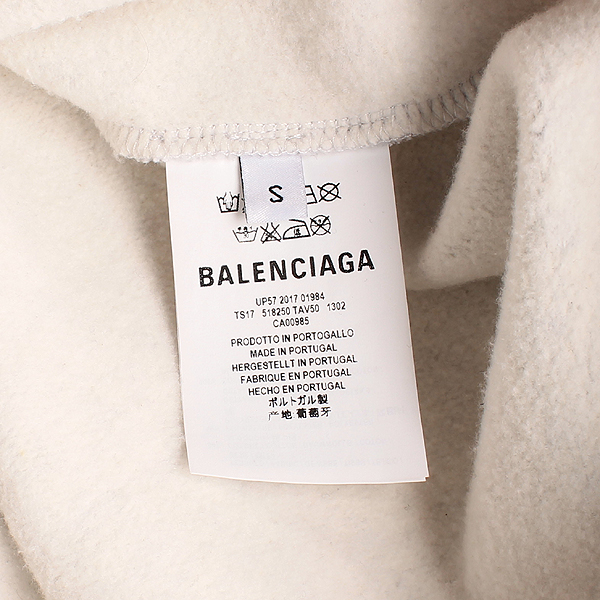 S
BALENCIAGA
UP57 2017 01984
TS17 518250 TAV50 1302
CA00985
PRODOTTO IN PORTOGALLO
MADE IN PORTUGAL
HERGESTELLT IN PORTUGAL
FABRIQUE EN PORTUGAL
HECHO EN PORTUGAL
ポルトガル製
产地 葡萄牙